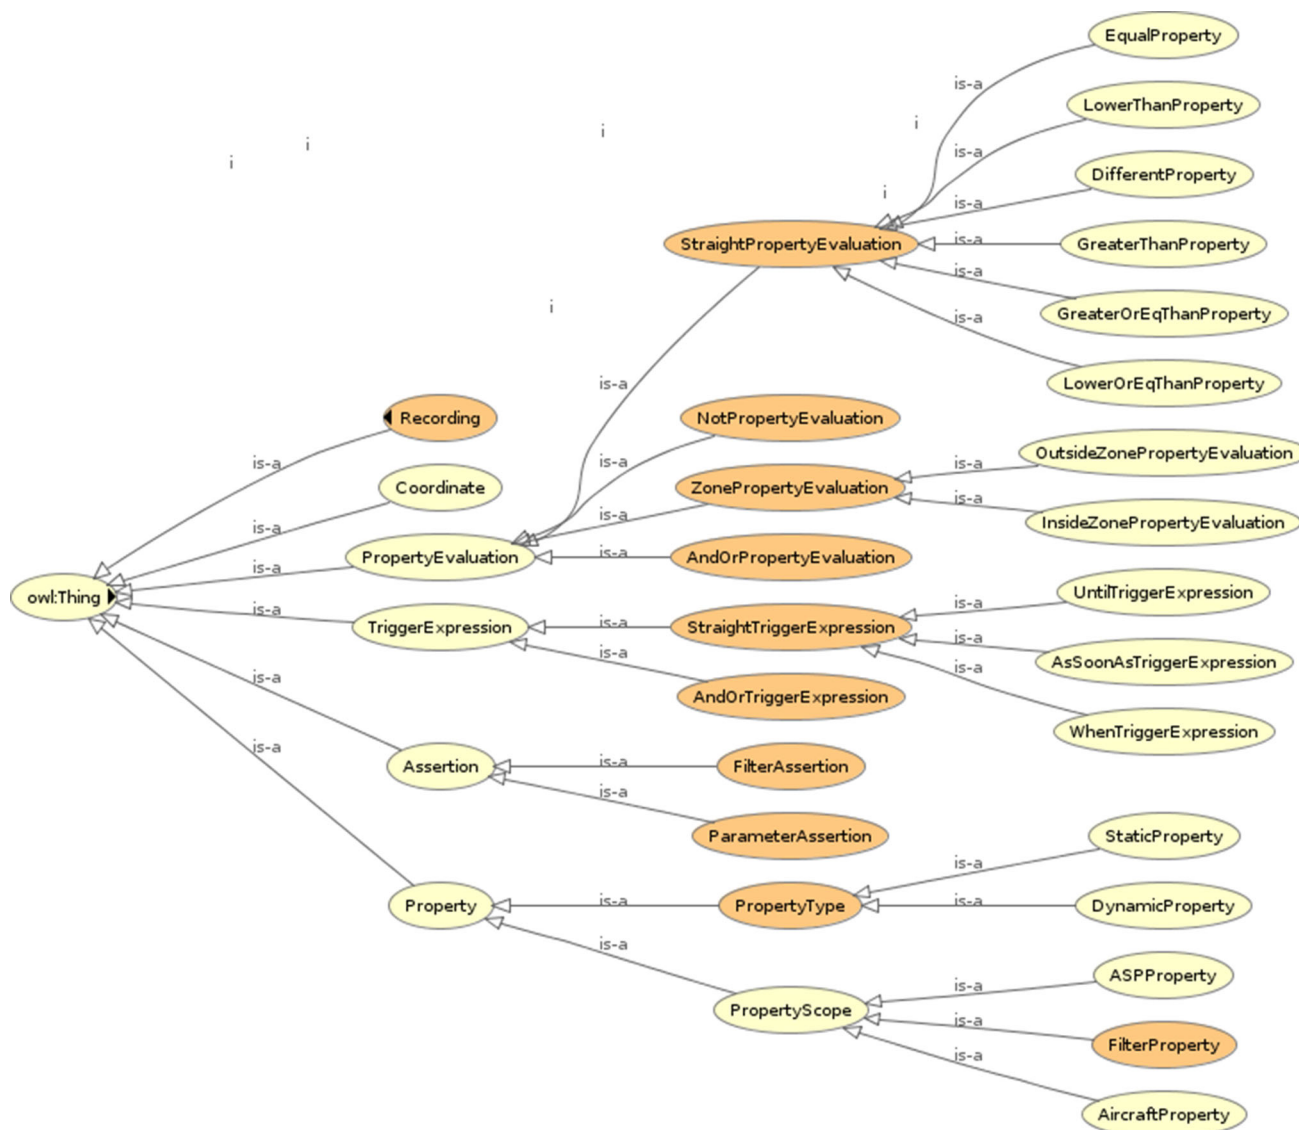 EqualProperty
is-a
LowerThanProperty
i
i
i
is-a
i
DifferentProperty
i
is-a
StraightPropertyEvaluation
is-a
GreaterThanProperty
is-a
i
GreaterOrEqThanProperty
is-a
is-a
LowerOrEqThanProperty
Recording
NotPropertyEvaluation
is-a
is-a
is-a
OutsideZonePropertyEvaluation
Coordinate
ZonePropertyEvaluation
is-a
is-a
is-a
InsideZonePropertyEvaluation
PropertyEvaluation
is-a
AndOrPropertyEvaluation
is-a
owl:Thing
UntilTriggerExpression
is-a
is-a
TriggerExpression
is-a
StraightTriggerExpression
is-a
is-a
AsSoonAsTriggerExpression
is-a
is-a
AndOrTriggerExpression
WhenTriggerExpression
is-a
Assertion
is-a
FilterAssertion
is-a
ParameterAssertion
StaticProperty
is-a
Property
is-a
PropertyType
is-a
DynamicProperty
is-a
ASPProperty
is-a
PropertyScope
is-a
FilterProperty
is-a
AircraftProperty